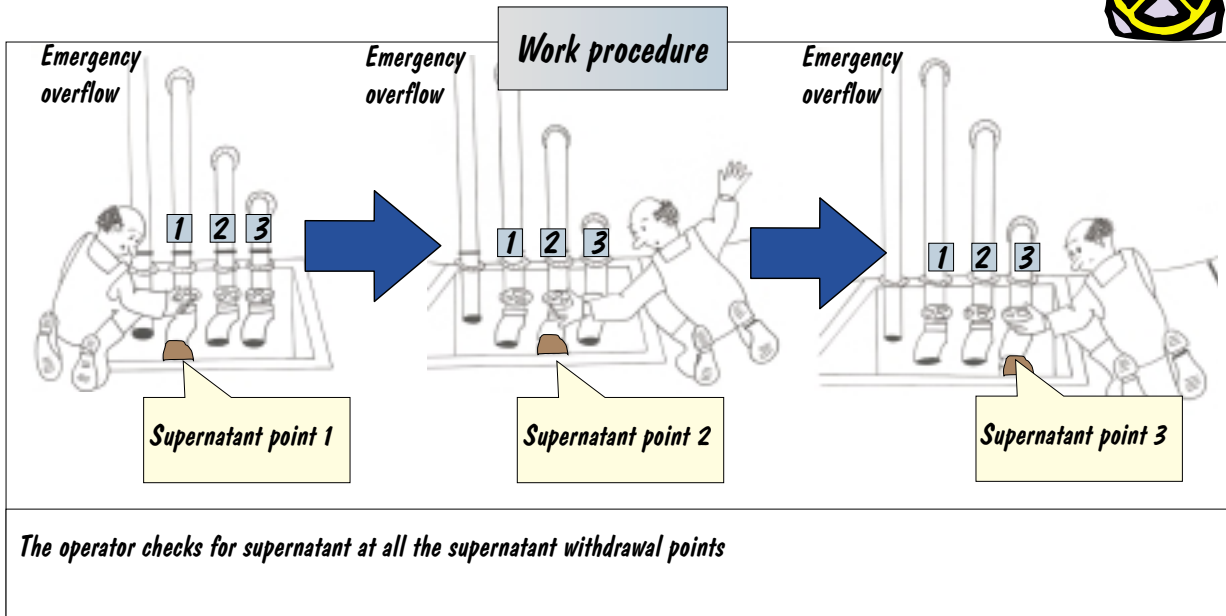 Work procedure
Emergency
overflow
1 2 3
Supernatant point 1
Emergency
overflow
1 2 3
Supernatant point 2
Emergency
overflow
1 2 3
Supernatant point 3
The operator checks for supernatant at all the supernatant withdrawal points